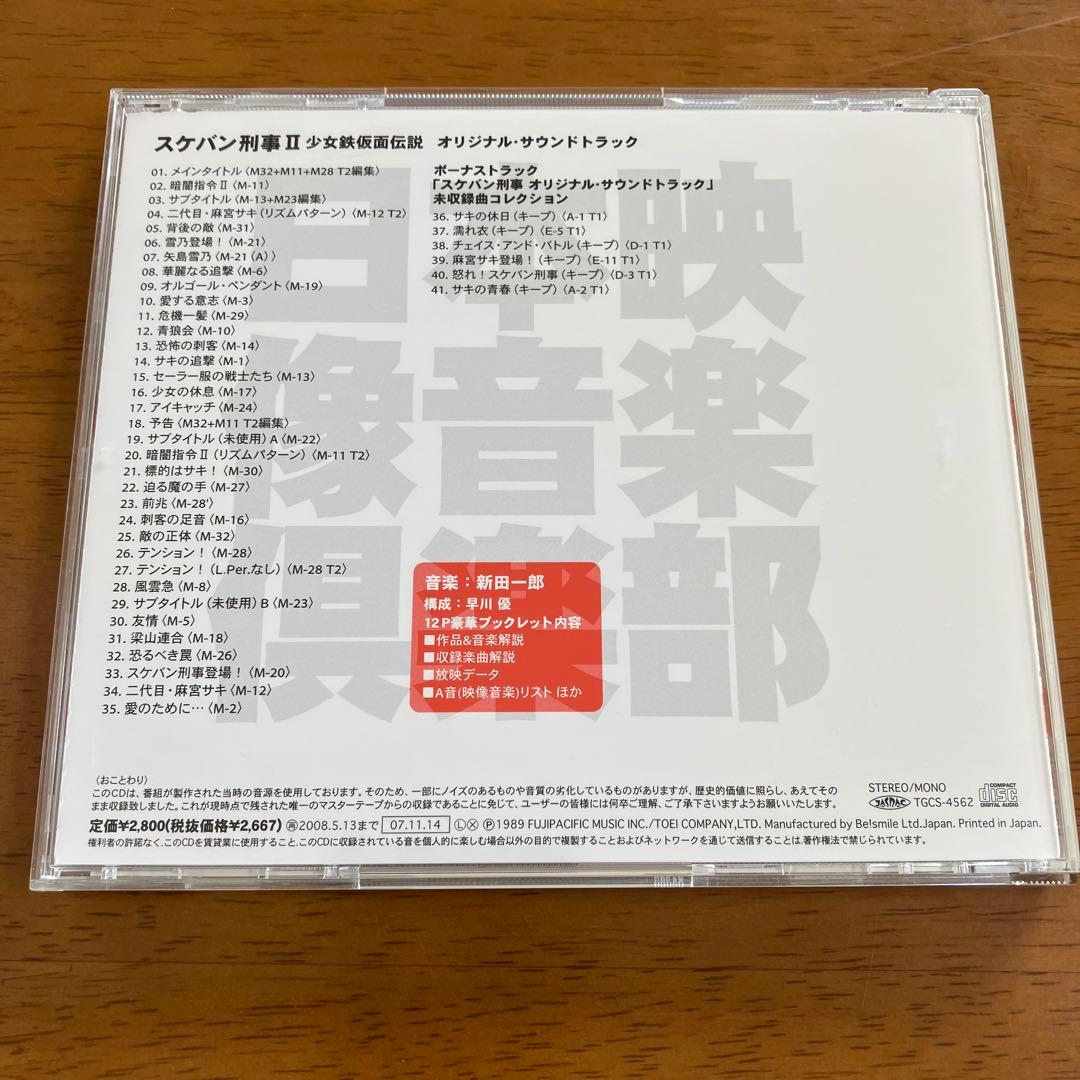 スケバン刑事Ⅱ 少女鉄仮面伝説 オリジナル・サウンドトラック
01. メインタイトル〈M32+M11+M28 T2編集〉
02. 暗闇指令Ⅱ〈M-11〉
03. サブタイトル〈M-13+M23編集〉
04. 二代目・麻宮サキ(リズムパターン)〈M-12 T2〉
05. 背後の敵〈M-31〉
06. 雪乃登場！〈M-21〉
07. 矢島雪乃〈M-21 (A)〉
08. 華麗なる追撃〈M-6〉
09. オルゴール・ペンダント〈M-19〉
10. 愛する意志〈M-3〉
11. 危機一髪〈M-29〉
12. 青狼会〈M-10〉
13. 恐怖の刺客〈M-14〉
14. サキの追撃〈M-1〉
15. セーラー服の戦士たち〈M-13〉
16. 少女の休息〈M-17〉
17. アイキャッチ〈M-24〉
18. 予告〈M32+M11 T2編集〉
19. サブタイトル(未使用)A〈M-22〉
20. 暗闇指令Ⅱ(リズムパターン)〈M-11 T2〉
21. 標的はサキ！〈M-30〉
22. 迫る魔の手〈M-27〉
23. 前兆〈M-28'〉
24. 刺客の足音〈M-16〉
25. 敵の正体〈M-32〉
26. テンション！〈M-28〉
27. テンション！(L.Per.なし)〈M-28 T2〉
28. 風雲急〈M-8〉
29. サブタイトル(未使用)B〈M-23〉
30. 友情〈M-5〉
31. 梁山連合〈M-18〉
32. 恐るべき罠〈M-26〉
33. スケバン刑事登場！〈M-20〉
34. 二代目・麻宮サキ〈M-12〉
35. 愛のために…〈M-2〉
ボーナストラック
「スケバン刑事 オリジナル・サウンドトラック」
未収録曲コレクション
36. サキの休日(キープ)〈A-1 T1〉
37. 濡れ衣(キープ)〈E-5 T1〉
38. チェイス・アンド・バトル(キープ)〈D-1 T1〉
39. 麻宮サキ登場！(キープ)〈E-11 T1〉
40. 怒れ！スケバン刑事(キープ)〈D-3 T1〉
41. サキの青春(キープ)〈A-2 T1〉
日本映
像音楽
倶楽部
音楽：新田一郎
構成：早川 優
12P豪華ブックレット内容
■作品&音楽解説
■収録楽曲解説
■放映データ
■A音(映像音楽)リスト ほか
〈おことわり〉
このCDは、番組が製作された当時の音源を使用しております。そのため、一部にノイズのあるものや音質の劣化しているものがありますが、歴史的価値に照らし、あえてその
まま収録致しました。これが現時点で残された唯一のマスターテープからの収録であることに免じて、ユーザーの皆様には何卒ご理解、ご了承下さいますようお願いいたします。
STEREO/MONO
JASRAC TGCS-4562
COMPACT
disc
DIGITAL AUDIO
定価¥2,800(税抜価格¥2,667) 再 2008.5.13まで 07.11.14 Ⓛ Ⓧ Ⓟ 1989 FUJIPACIFIC MUSIC INC./TOEI COMPANY,LTD. Manufactured by Be!smile Ltd.Japan. Printed in Japan.
権利者の許諾なく、このCDを賃貸業に使用すること、このCDに収録されている音を個人的に楽しむ場合以外の目的で複製することおよびネットワークを通じて送信することは、著作権法で禁じられています。